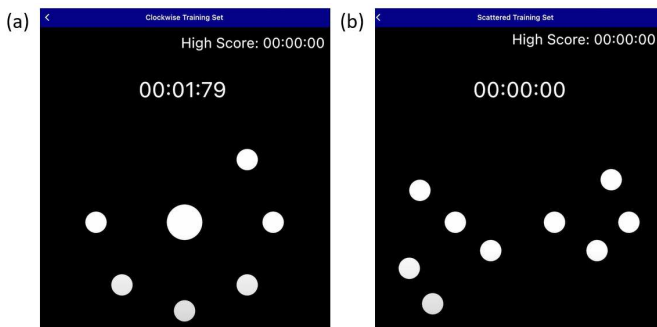 (a)
Clockwise Training Set
High Score: 00:00:00
00:01:79
(b)
Scattered Training Set
High Score: 00:00:00
00:00:00